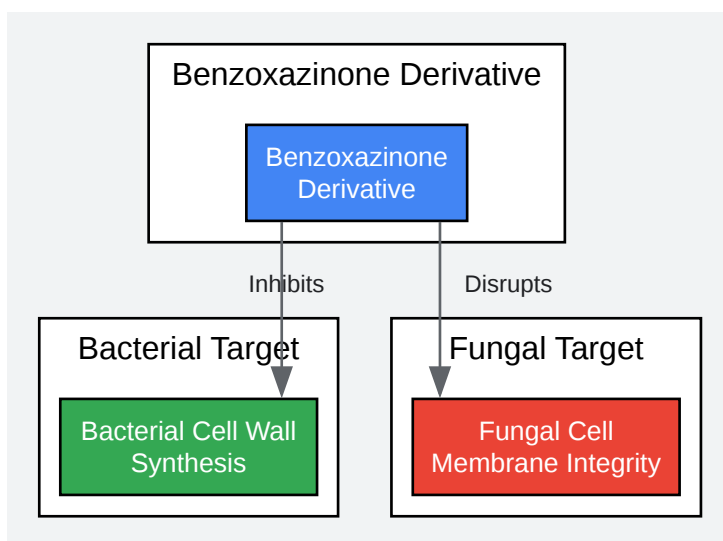 Benzoxazinone Derivative
Benzoxazinone
Derivative
Inhibits
Disrupts
Bacterial Target
Fungal Target
Bacterial Cell Wall
Synthesis
Fungal Cell
Membrane Integrity